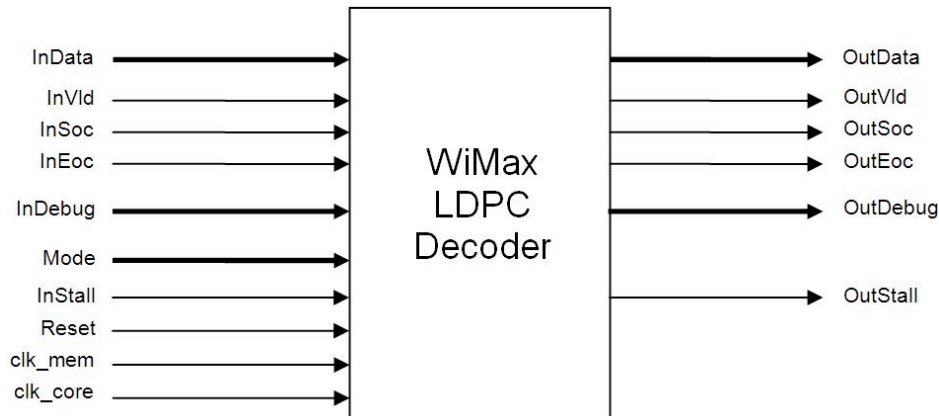 InData
InVld
InSoc
InEoc
InDebug
Mode
InStall
Reset
clk_mem
clk_core
WiMax
LDPC
Decoder
OutData
OutVld
OutSoc
OutEoc
OutDebug
OutStall